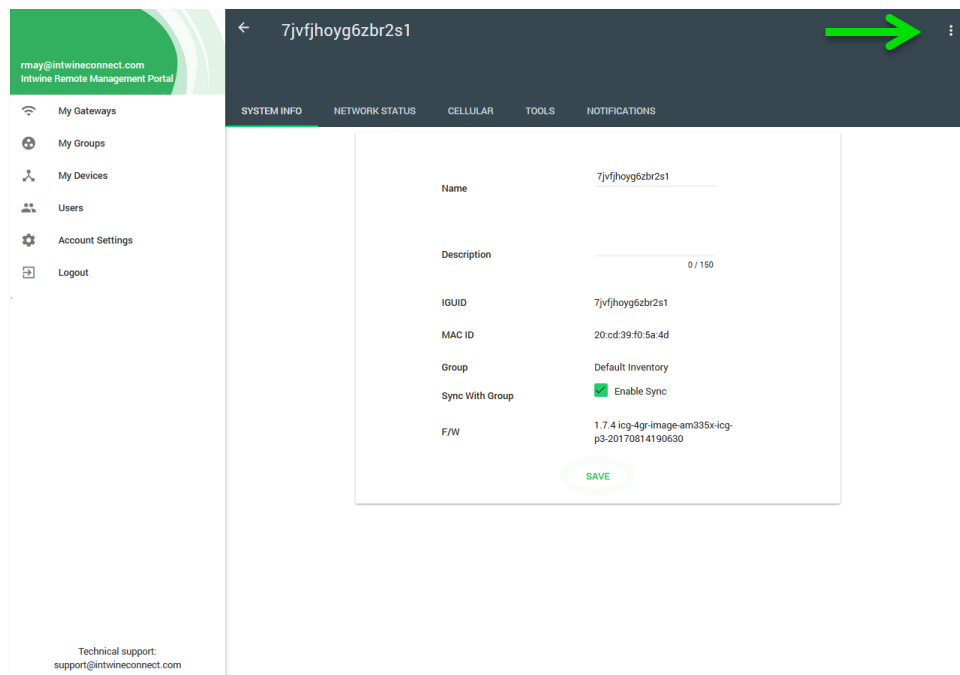 rmay@intwineconnect.com
Intwine Remote Management Portal
My Gateways
My Groups
My Devices
Users
Account Settings
Logout
Technical support:
support@intwineconnect.com
7jvfjhoyg6zbr2s1
SYSTEM INFO NETWORK STATUS CELLULAR TOOLS NOTIFICATIONS
Name 7jvfjhoyg6zbr2s1
Description
0 / 150
IGUID 7jvfjhoyg6zbr2s1
MAC ID 20:cd:39:f0:5a:4d
Group Default Inventory
Sync With Group Enable Sync
F/W 1.7.4 icg-4gr-image-am335x-icg-
p3-20170814190630
SAVE